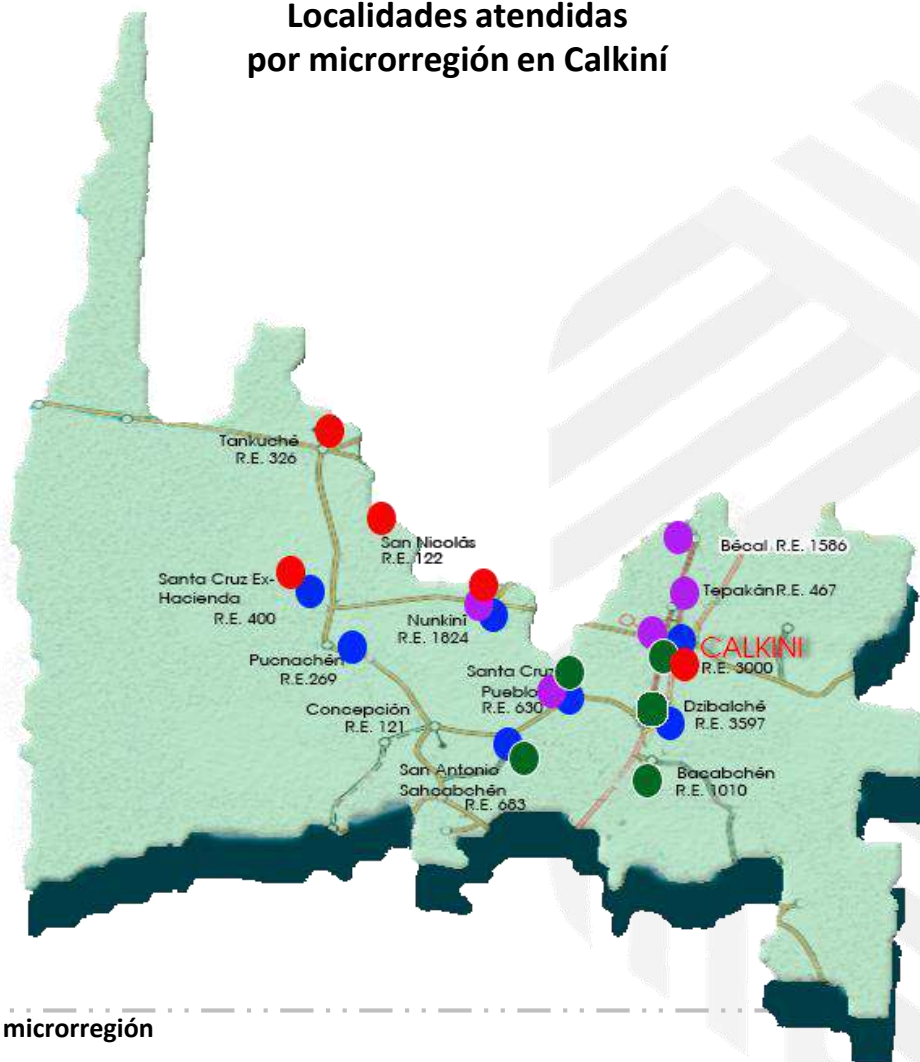 Localidades atendidas
por microrregión en Calkiní
Tankuché
R.E. 326
San Nicolás
R.E. 122
Santa Cruz Ex-
Hacienda
R.E. 400
Nunkiní
R.E. 1824
Bécal R.E. 1586
Tepakán R.E. 467
CALKINI
R.E. 3000
Pucnachén
R.E.269
Santa Cruz
Pueblo
R.E. 630
Concepción
R.E. 121
Dzibalché
R.E. 3597
San Antonio
Sahcabchén
R.E. 683
Bacabchén
R.E. 1010
microrregión